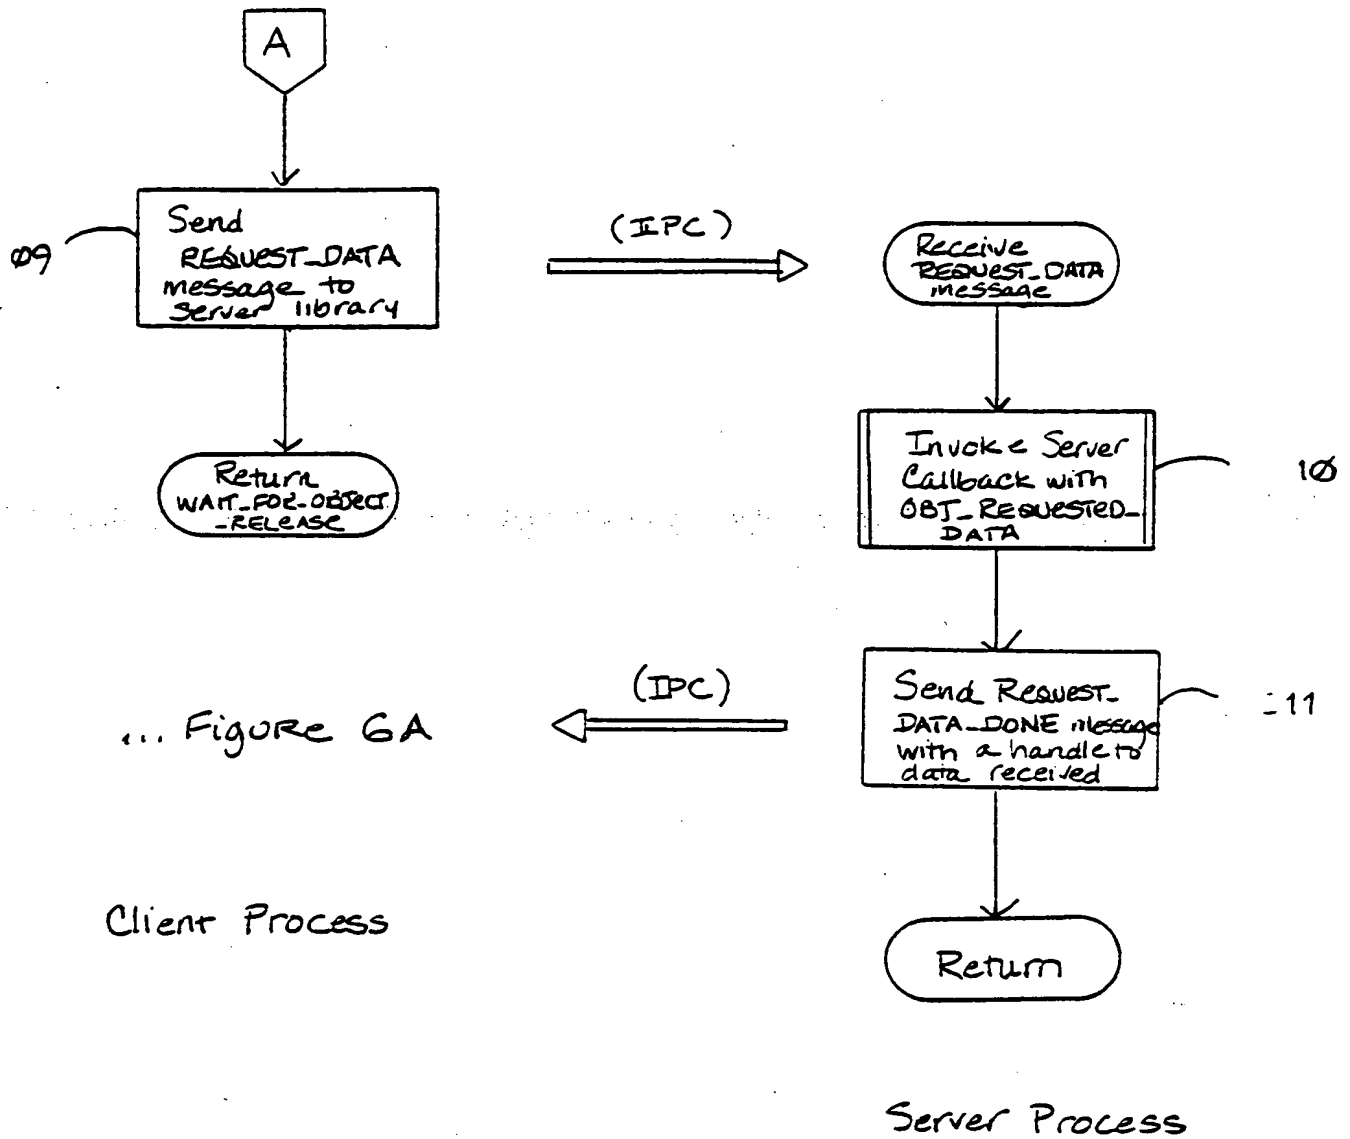 A
Send
REQUEST_DATA
message to
server library
Ø9
(IPC)
Receive
REQUEST_DATA
message
Return
WAIT_FOR_OBJECT
_RELEASE
Invoke Server
Callback with
OBJ_REQUESTED_
DATA
1Ø
(IPC)
... Figure 6A
Send REQUEST_
DATA_DONE message
with a handle to
data received
11
Client Process
Return
Server Process